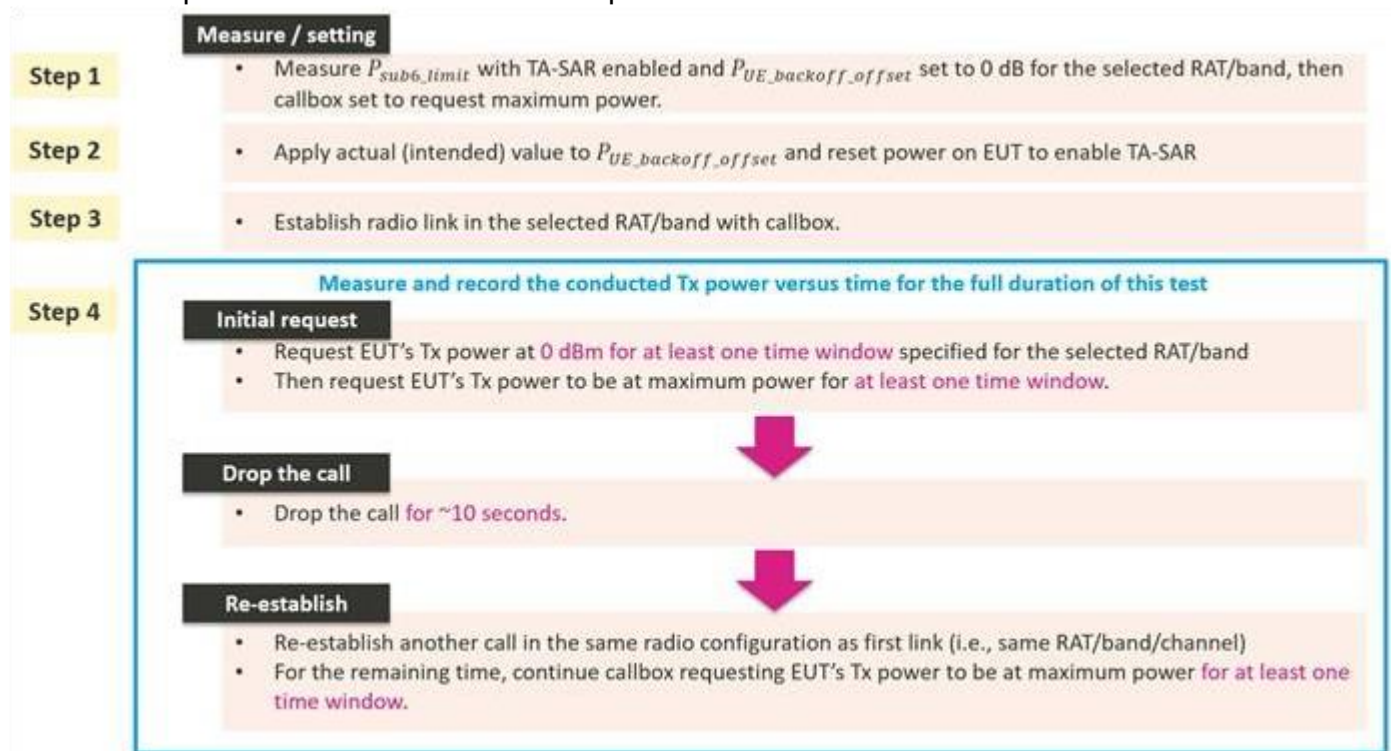 Measure / setting
Step 1
• Measure P_sub6_limit with TA-SAR enabled and P_UE_backoff_offset set to 0 dB for the selected RAT/band, then
callbox set to request maximum power.
Step 2
• Apply actual (intended) value to P_UE_backoff_offset and reset power on EUT to enable TA-SAR
Step 3
• Establish radio link in the selected RAT/band with callbox.
Step 4
Measure and record the conducted Tx power versus time for the full duration of this test
Initial request
• Request EUT's Tx power at 0 dBm for at least one time window specified for the selected RAT/band
• Then request EUT's Tx power to be at maximum power for at least one time window.
Drop the call
• Drop the call for ~10 seconds.
Re-establish
• Re-establish another call in the same radio configuration as first link (i.e., same RAT/band/channel)
• For the remaining time, continue callbox requesting EUT's Tx power to be at maximum power for at least one
time window.